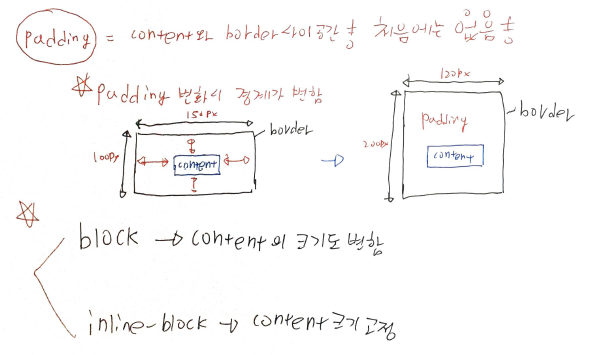 padding = content와 border 사이 공간 ; 처음에는 0 없음 ;
☆ padding 변화시 경계가 변함
150px
120px
border
border
100px
content
200px
padding
content
☆
block → content의 크기도 변함
inline-block → content 크기 고정